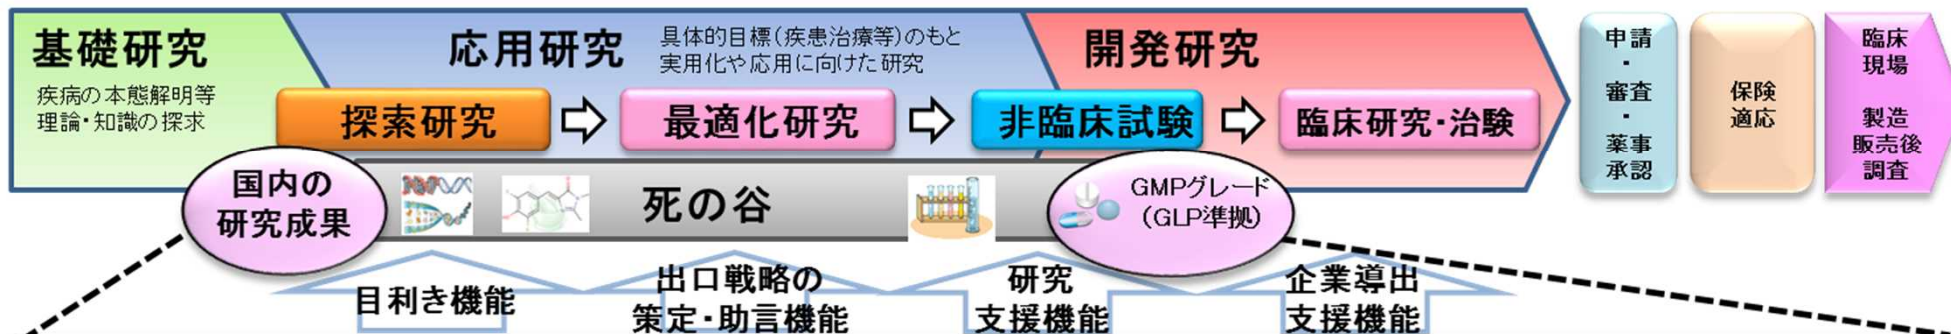 基礎研究
疾病の本態解明等
理論・知識の探求
応用研究
具体的目標(疾患治療等)のもと
実用化や応用に向けた研究
開発研究
探索研究
最適化研究
非臨床試験
臨床研究・治験
申請
・
審査
・
薬事
承認
保険
適応
臨床
現場
製造
販売後
調査
国内の
研究成果
死の谷
GMPグレード
(GLP準拠)
目利き機能
出口戦略の
策定・助言機能
研究
支援機能
企業導出
支援機能